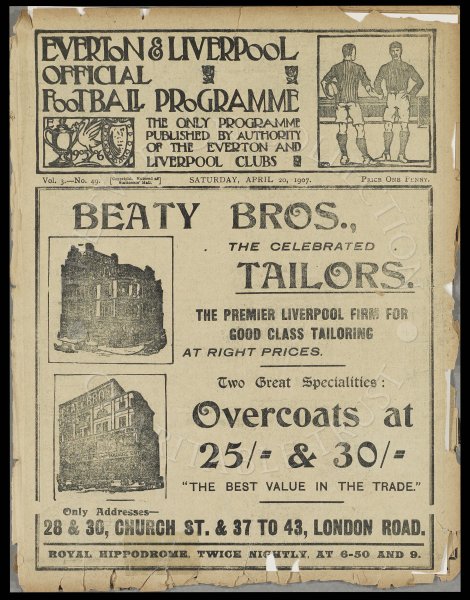 EVERTON & LIVERPOOL
OFFICIAL
FOOTBALL PROGRAMME
THE ONLY PROGRAMME
PUBLISHED BY AUTHORITY
OF THE EVERTON AND
LIVERPOOL CLUBS
Vol. 3.—No. 49.
SATURDAY, APRIL 20, 1907.
PRICE ONE PENNY.
BEATY BROS.,
THE CELEBRATED
TAILORS.
THE PREMIER LIVERPOOL FIRM FOR
GOOD CLASS TAILORING
AT RIGHT PRICES.
Two Great Specialities:
Overcoats at
25/= & 30/=
"THE BEST VALUE IN THE TRADE."
Only Addresses—
28 & 30, CHURCH ST. & 37 TO 43, LONDON ROAD.
ROYAL HIPPODROME, TWICE NIGHTLY, AT 6-50 AND 9.